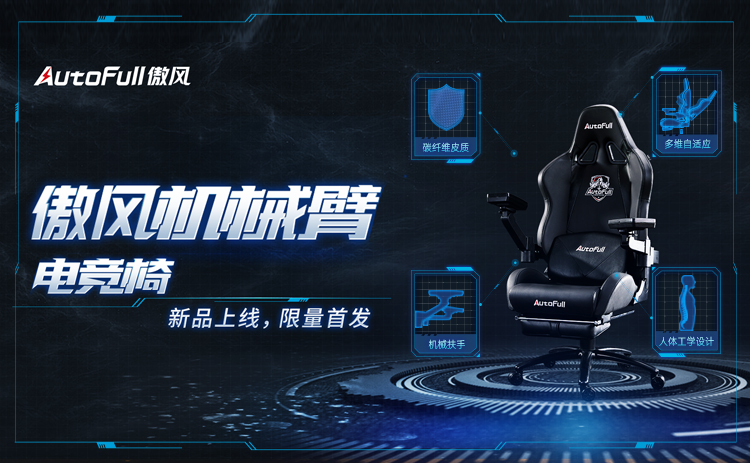 AutoFull傲风
傲风机械臂
电竞椅
新品上线，限量首发
碳纤维皮质
多维自适应
机械扶手
人体工学设计
AutoFull
AutoFull
AutoFull
AutoFull